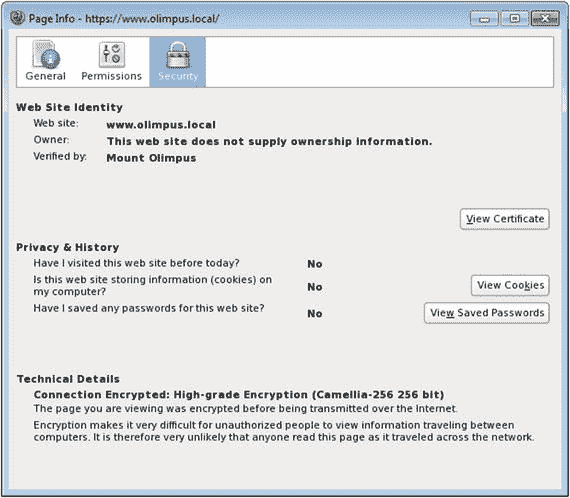 Page Info - https://www.olimpus.local/
General Permissions Security
Web Site Identity
Web site: www.olimpus.local
Owner: This web site does not supply ownership information.
Verified by: Mount Olimpus
View Certificate
Privacy & History
Have I visited this web site before today? No
Is this web site storing information (cookies) on
my computer? No
View Cookies
Have I saved any passwords for this web site? No
View Saved Passwords
Technical Details
Connection Encrypted: High-grade Encryption (Camellia-256 256 bit)
The page you are viewing was encrypted before being transmitted over the Internet.
Encryption makes it very difficult for unauthorized people to view information traveling between
computers. It is therefore very unlikely that anyone read this page as it traveled across the network.